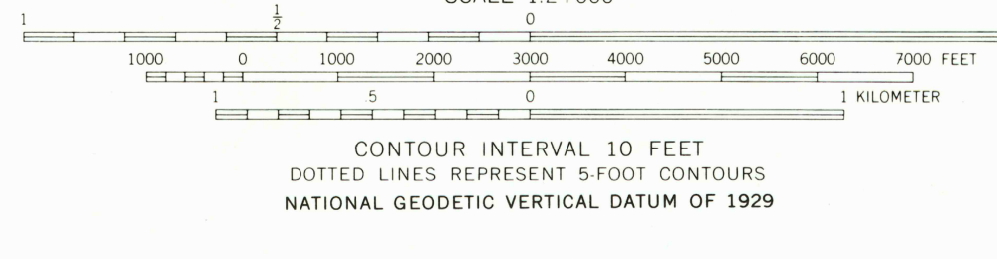 1 1/2 0
1000 0 1000 2000 3000 4000 5000 6000 7000 FEET
1 .5 0 1 KILOMETER
CONTOUR INTERVAL 10 FEET
DOTTED LINES REPRESENT 5-FOOT CONTOURS
NATIONAL GEODETIC VERTICAL DATUM OF 1929